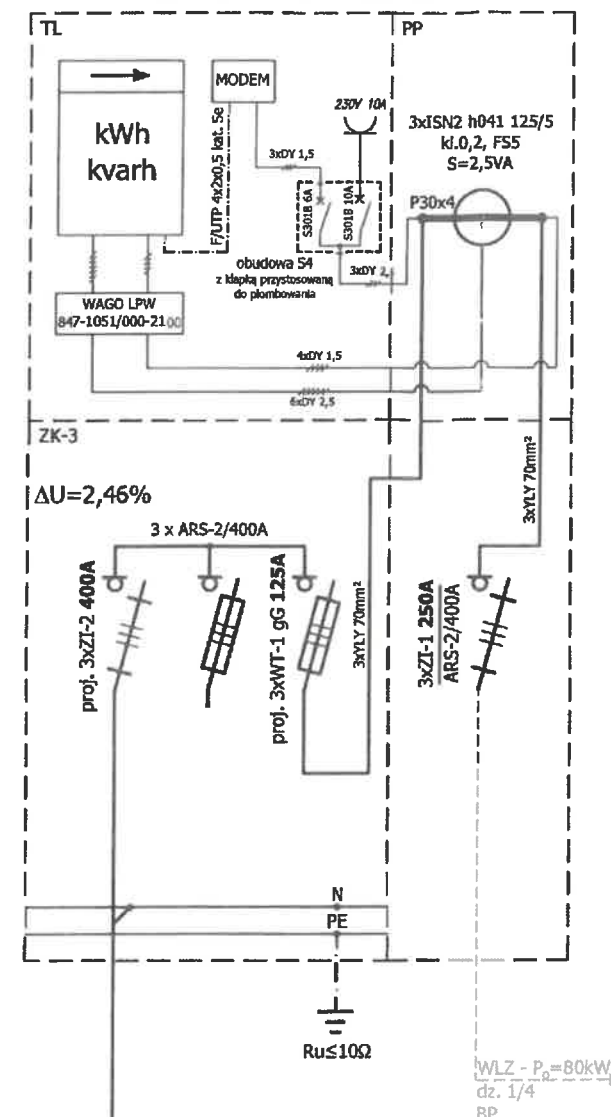 TL
PP
MODEM
kWh
kvarh
F/UTP 4x2x0,5 kat. 5e
230V 10A
3xDY 1,5
S301B 6A
S301B 10A
obudowa S4
z klapką przystosowaną
do plombowania
3xDY 2,
3xISN2 h041 125/5
kl.0,2, FS5
S=2,5VA
P30x4
WAGO LPW
847-1051/000-2100
4xDY 1,5
6xDY 2,5
ZK-3
ΔU=2,46%
3 x ARS-2/400A
proj. 3xZI-2 400A
proj. 3xWT-1 gG 125A
3xYLY 70mm²
3xYLY 70mm²
3xZI-1 250A
ARS-2/400A
N
PE
Ru≤10Ω
WLZ - Pₒ=80kW
dz. 1/4
BP